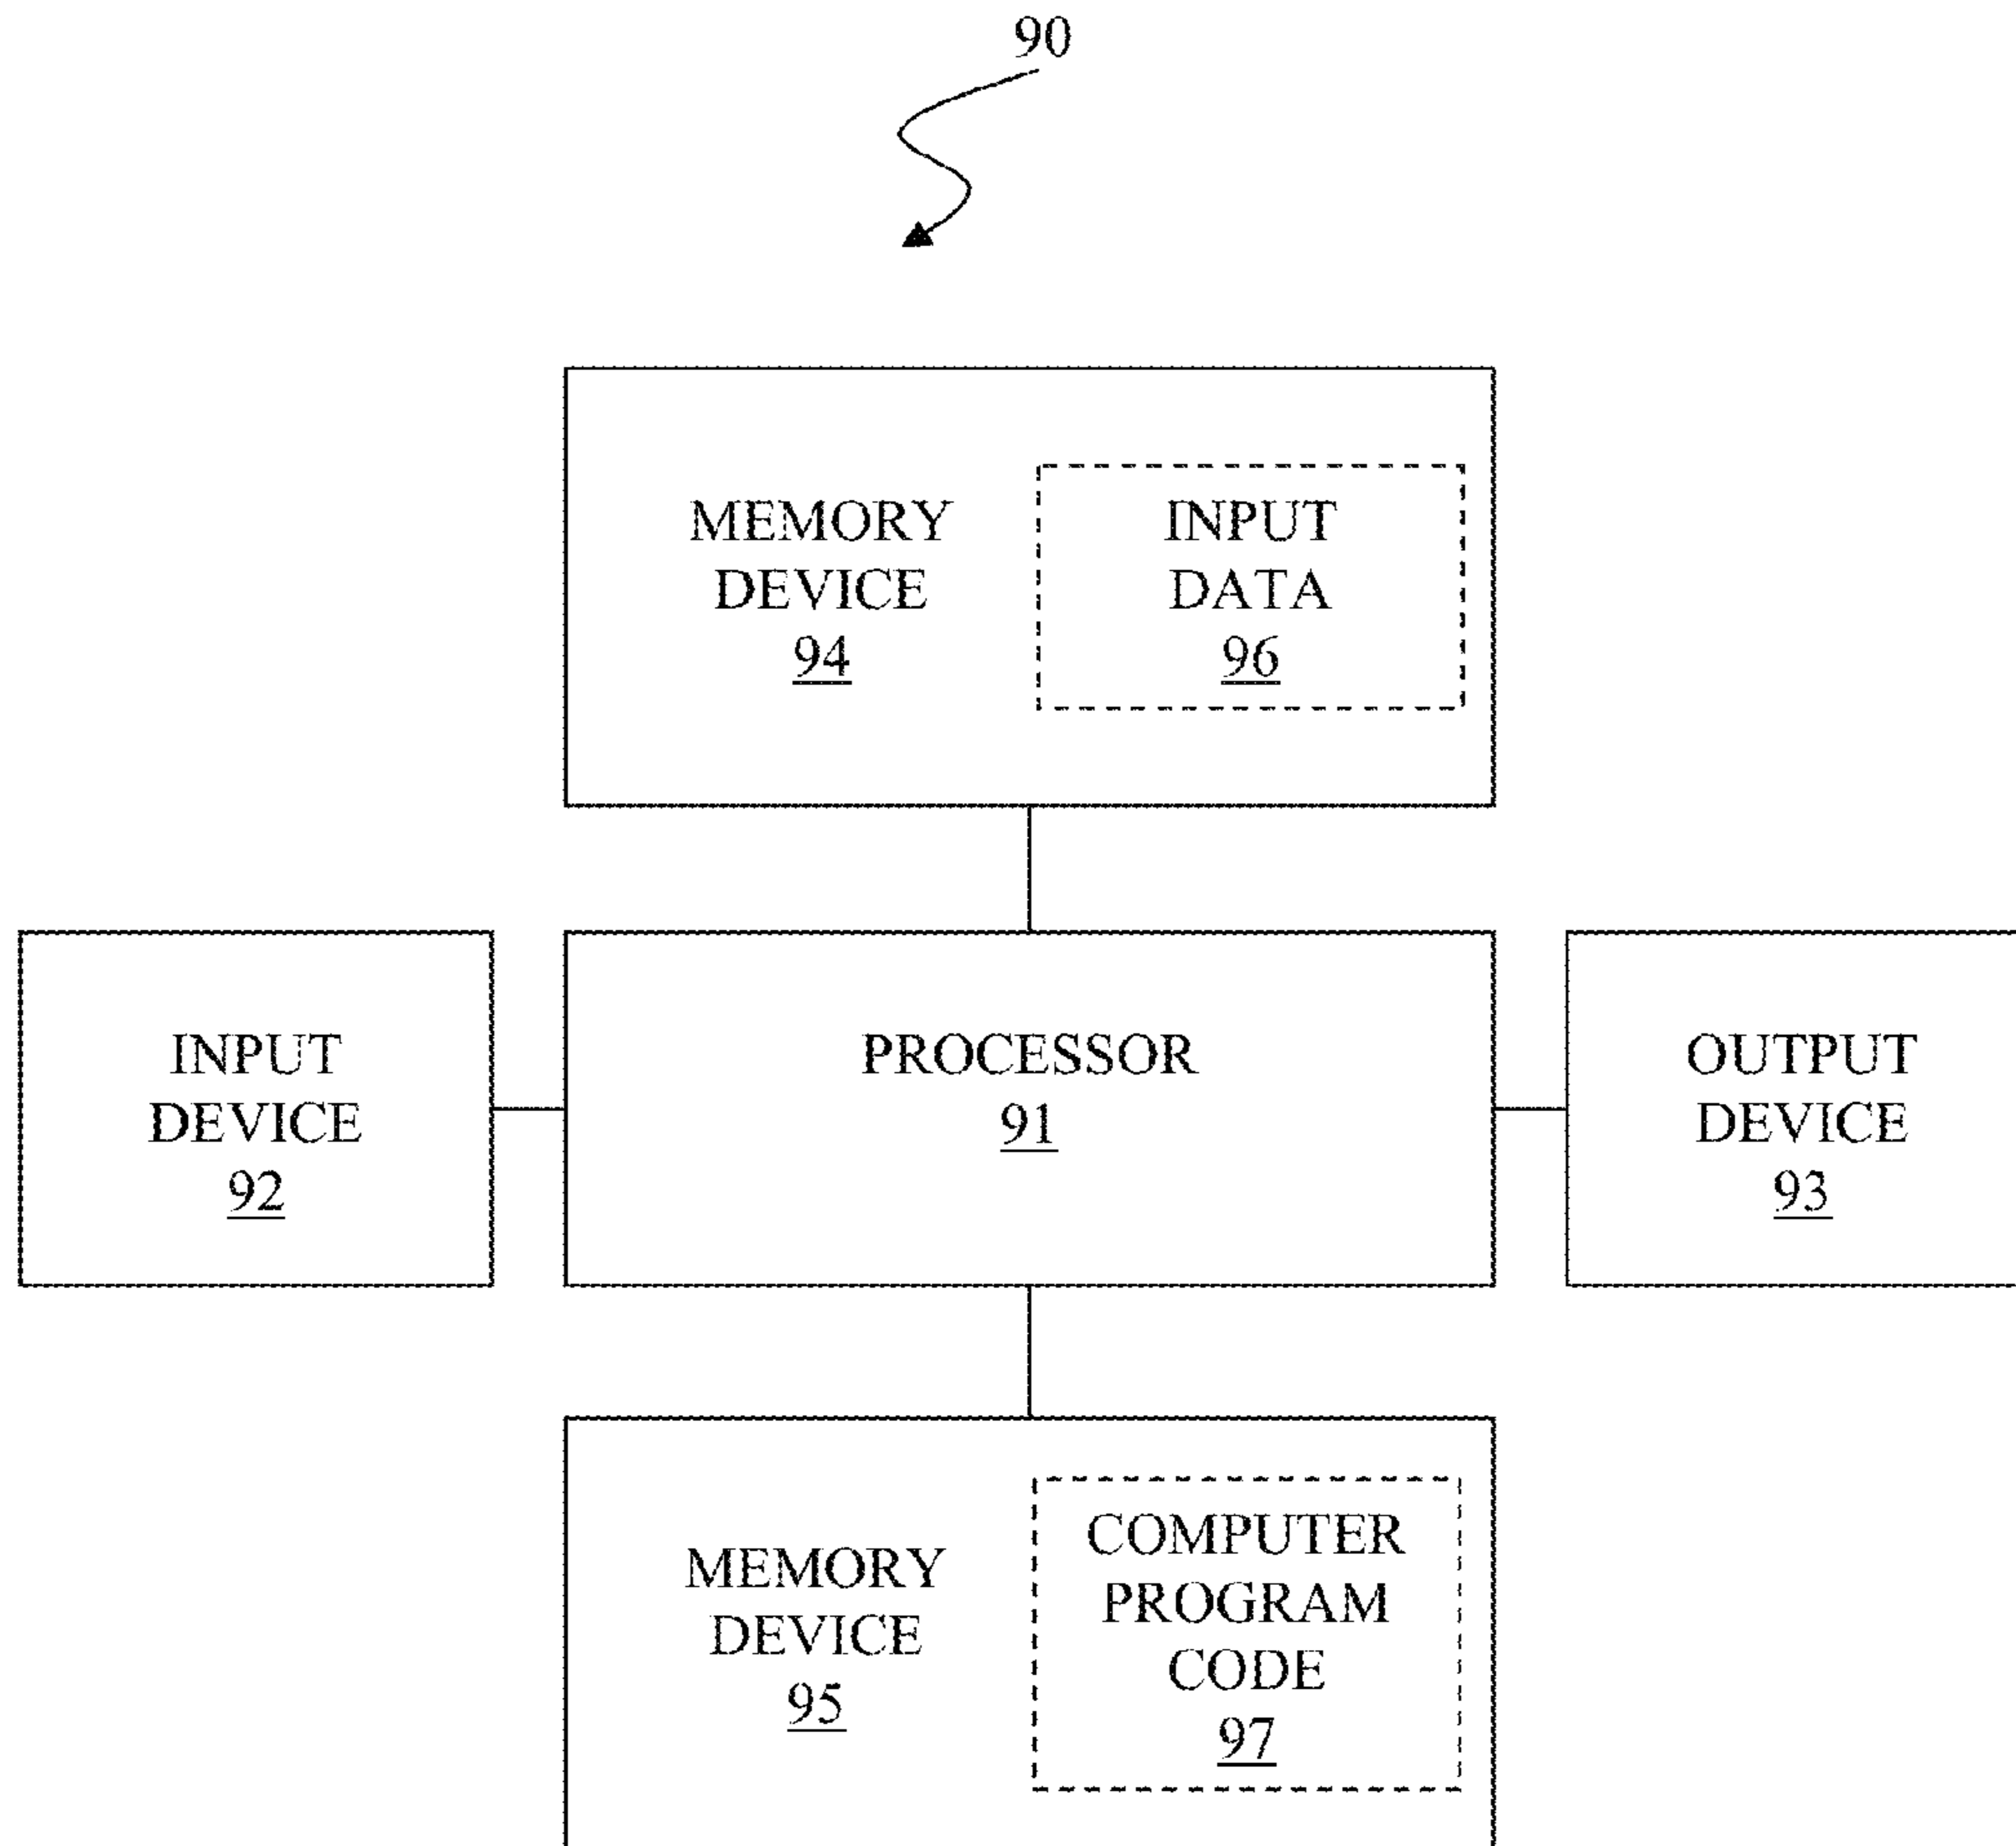 90
MEMORY
DEVICE
94
INPUT
DATA
96
INPUT
DEVICE
92
PROCESSOR
91
OUTPUT
DEVICE
93
MEMORY
DEVICE
95
COMPUTER
PROGRAM
CODE
97